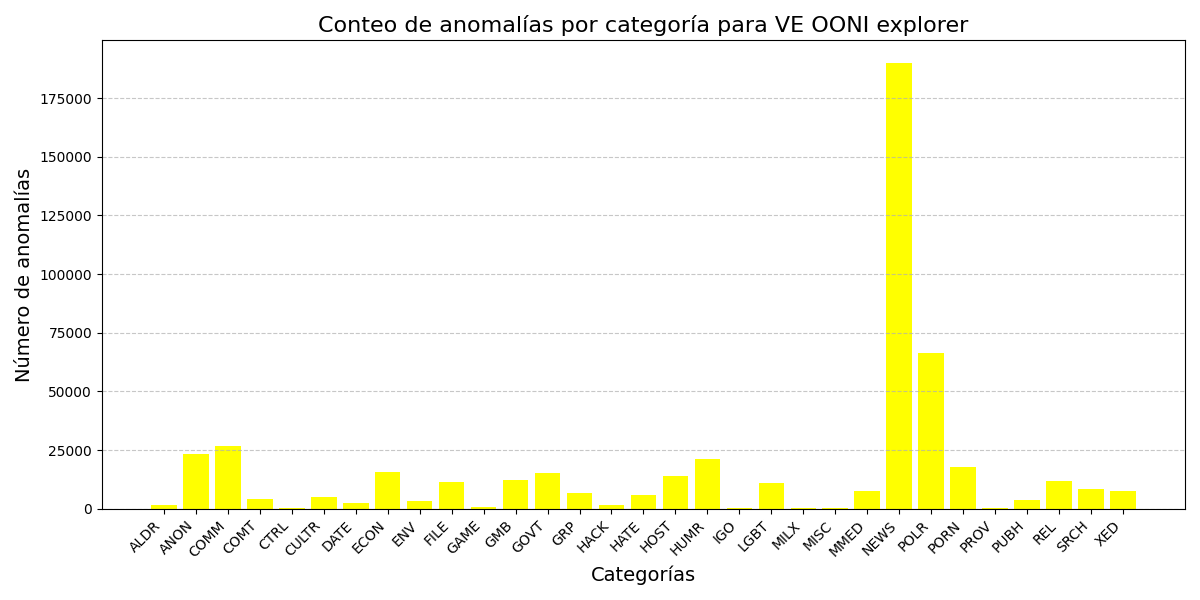 Conteo de anomalías por categoría para VE OONI explorer
Número de anomalías
175000
150000
125000
100000
75000
50000
25000
0
ALDR
ANON
COMM
COMT
CTRL
CULTR
DATE
ECON
ENV
FILE
GAME
GMB
GOVT
GRP
HACK
HATE
HOST
HUMR
IGO
LGBT
MILX
MISC
MMED
NEWS
POLR
PORN
PROV
PUBH
REL
SRCH
XED
Categorías